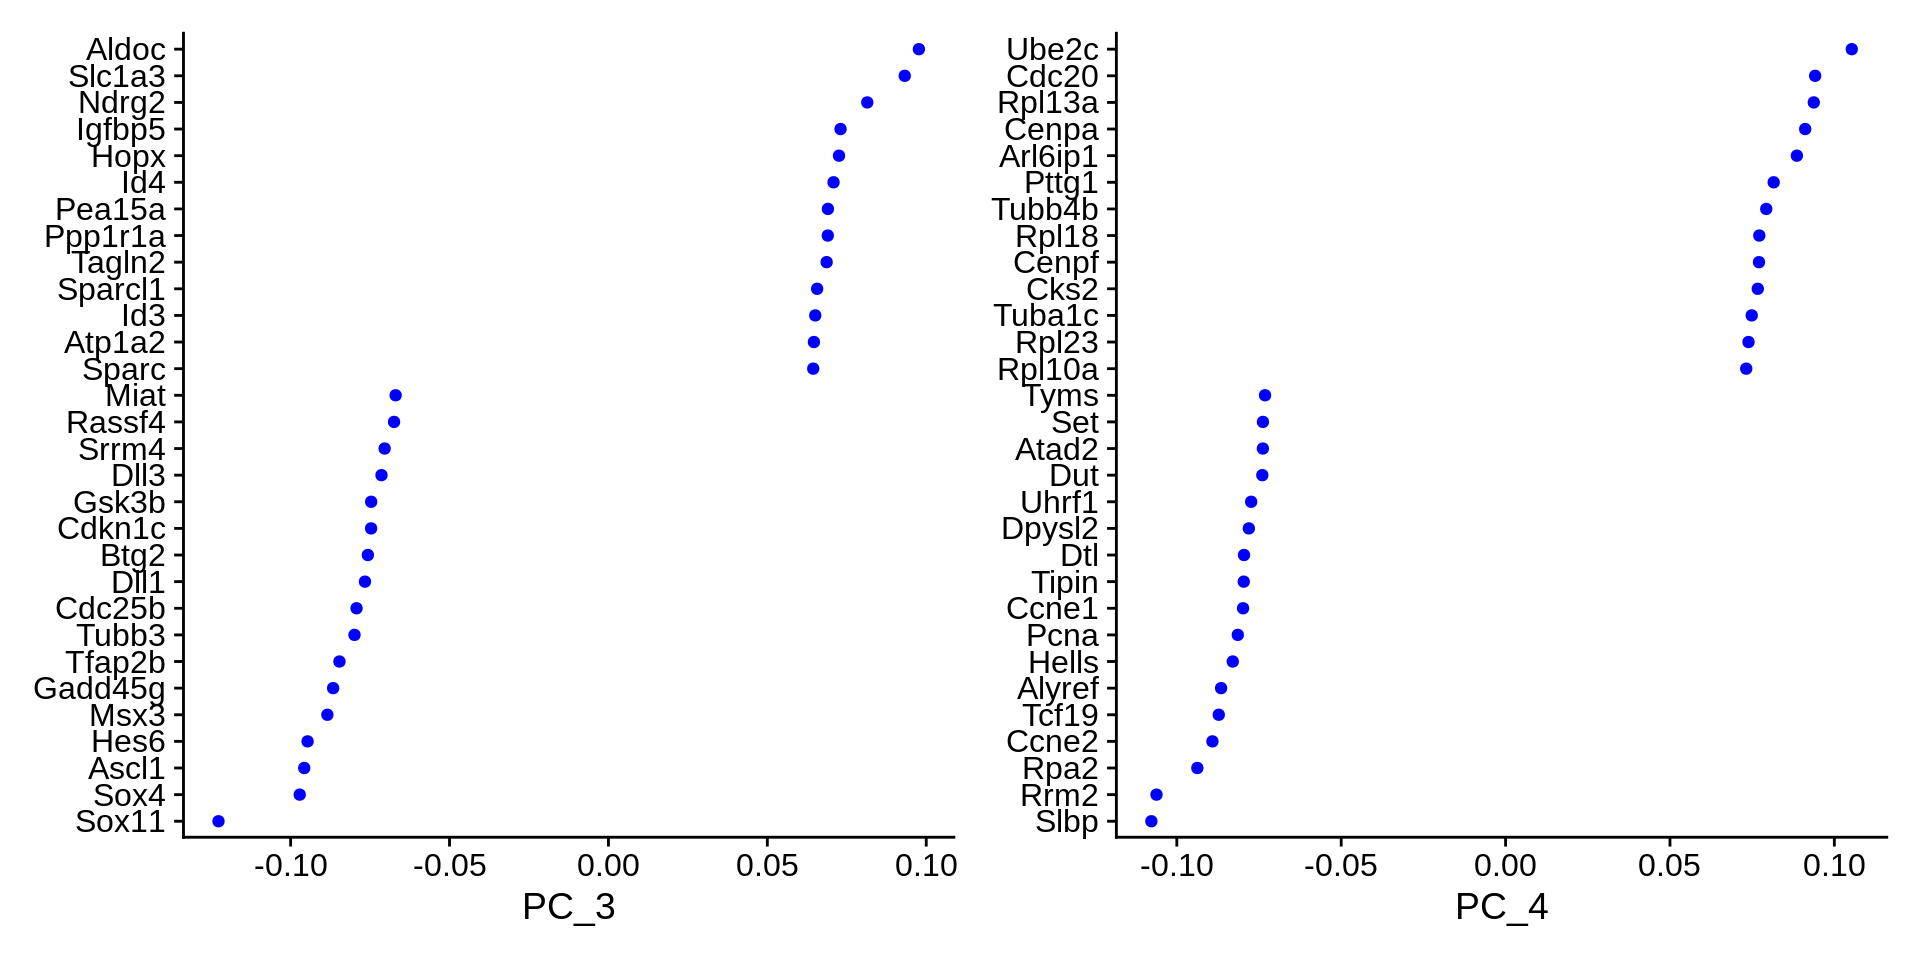 Aldoc
Slc1a3
Ndrg2
Igfbp5
Hopx
Id4
Pea15a
Ppp1r1a
Tagln2
Sparcl1
Id3
Atp1a2
Sparc
Miat
Rassf4
Srrm4
Dll3
Gsk3b
Cdkn1c
Btg2
Dll1
Cdc25b
Tubb3
Tfap2b
Gadd45g
Msx3
Hes6
Ascl1
Sox4
Sox11
-0.10 -0.05 0.00 0.05 0.10
PC_3
Ube2c
Cdc20
Rpl13a
Cenpa
Arl6ip1
Pttg1
Tubb4b
Rpl18
Cenpf
Cks2
Tuba1c
Rpl23
Rpl10a
Tyms
Set
Atad2
Dut
Uhrf1
Dpysl2
Dtl
Tipin
Ccne1
Pcna
Hells
Alyref
Tcf19
Ccne2
Rpa2
Rrm2
Slbp
-0.10 -0.05 0.00 0.05 0.10
PC_4